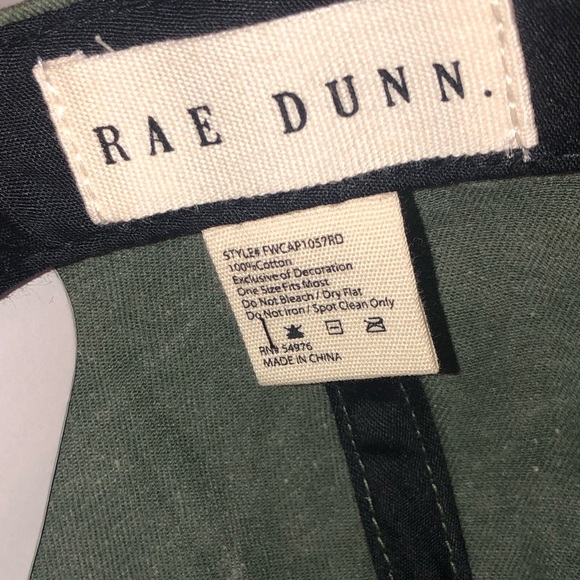 RAE DUNN.
STYLE# FWCAP1057RD
100%Cotton
Exclusive of Decoration
One Size Fits Most
Do Not Bleach / Dry Flat
Do Not Iron / Spot Clean Only
RN# 54976
MADE IN CHINA